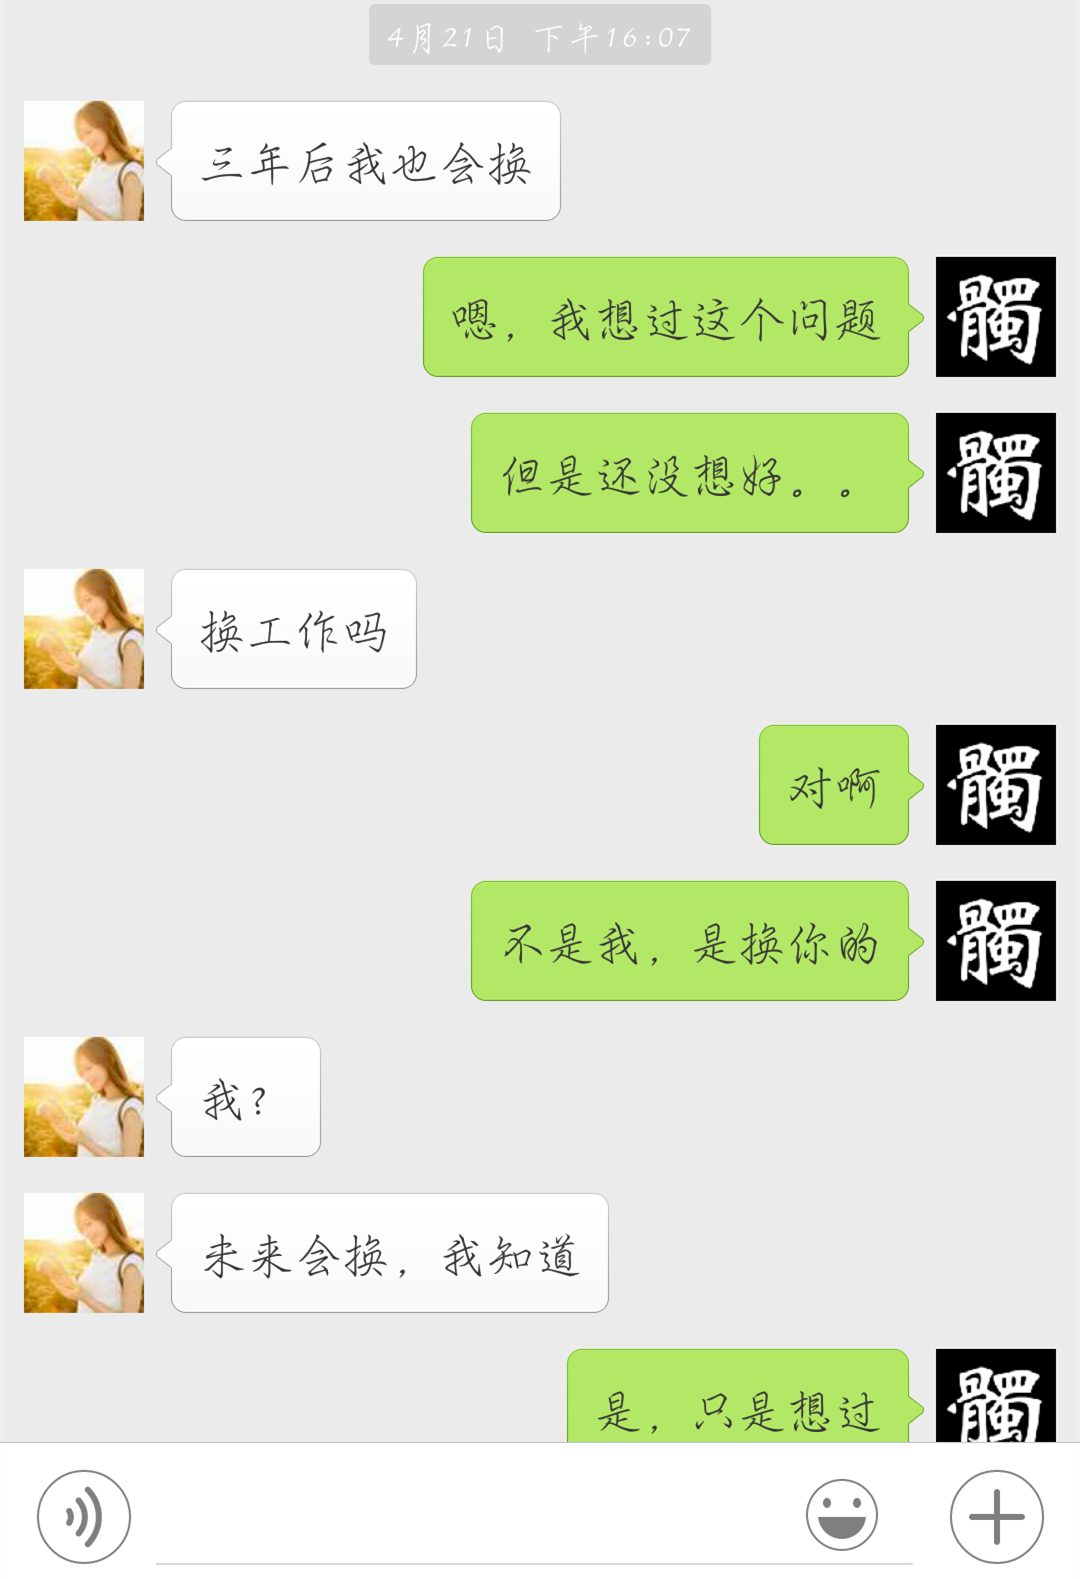 4月21日 下午16:07
三年后我也会换
嗯，我想过这个问题
髑
但是还没想好。。
髑
换工作吗
对啊
髑
不是我，是换你的
髑
我？
未来会换，我知道
是，只是想过
髑